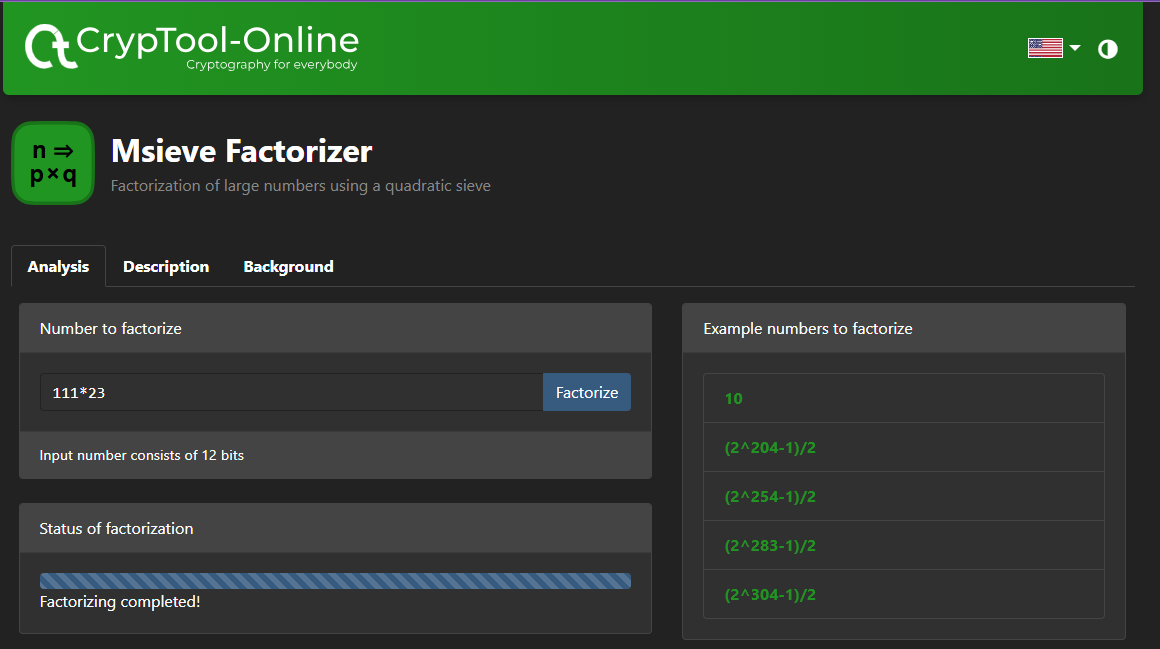 CrypTool-Online
Cryptography for everybody
n ⇒
p×q
Msieve Factorizer
Factorization of large numbers using a quadratic sieve
Analysis Description Background
Number to factorize
111*23 Factorize
Input number consists of 12 bits
Status of factorization
Factorizing completed!
Example numbers to factorize
10
(2^204-1)/2
(2^254-1)/2
(2^283-1)/2
(2^304-1)/2